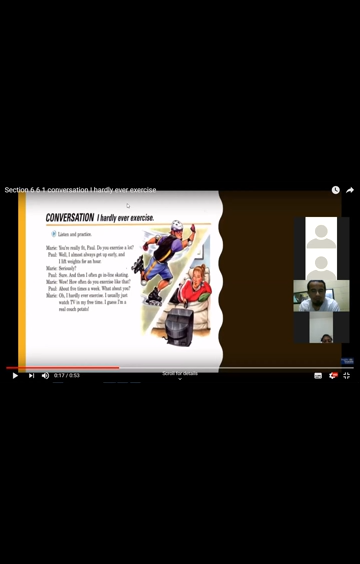 Section 6.6.1 conversation I hardly ever exercise
CONVERSATION I hardly ever exercise.
Listen and practice.
Marie: You're really fit, Paul. Do you exercise a lot?
Paul: Well, I almost always get up early, and
I lift weights for an hour.
Marie: Seriously?
Paul: Sure. And then I often go in-line skating.
Marie: Wow! How often do you exercise like that?
Paul: About five times a week. What about you?
Marie: Oh, I hardly ever exercise. I usually just
watch TV in my free time. I guess I'm a
real couch potato!
0:17 / 0:53
Scroll for details